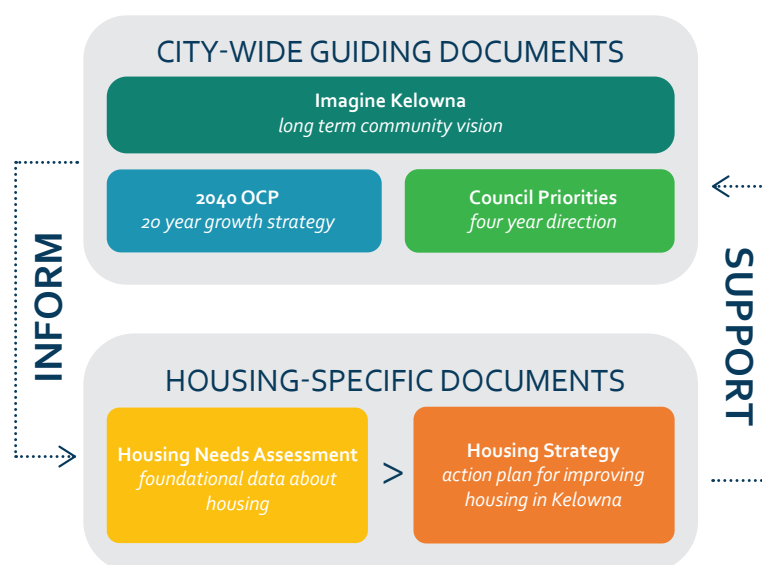 CITY-WIDE GUIDING DOCUMENTS
Imagine Kelowna
long term community vision
2040 OCP
20 year growth strategy
Council Priorities
four year direction
INFORM
SUPPORT
HOUSING-SPECIFIC DOCUMENTS
Housing Needs Assessment
foundational data about
housing
>
Housing Strategy
action plan for improving
housing in Kelowna